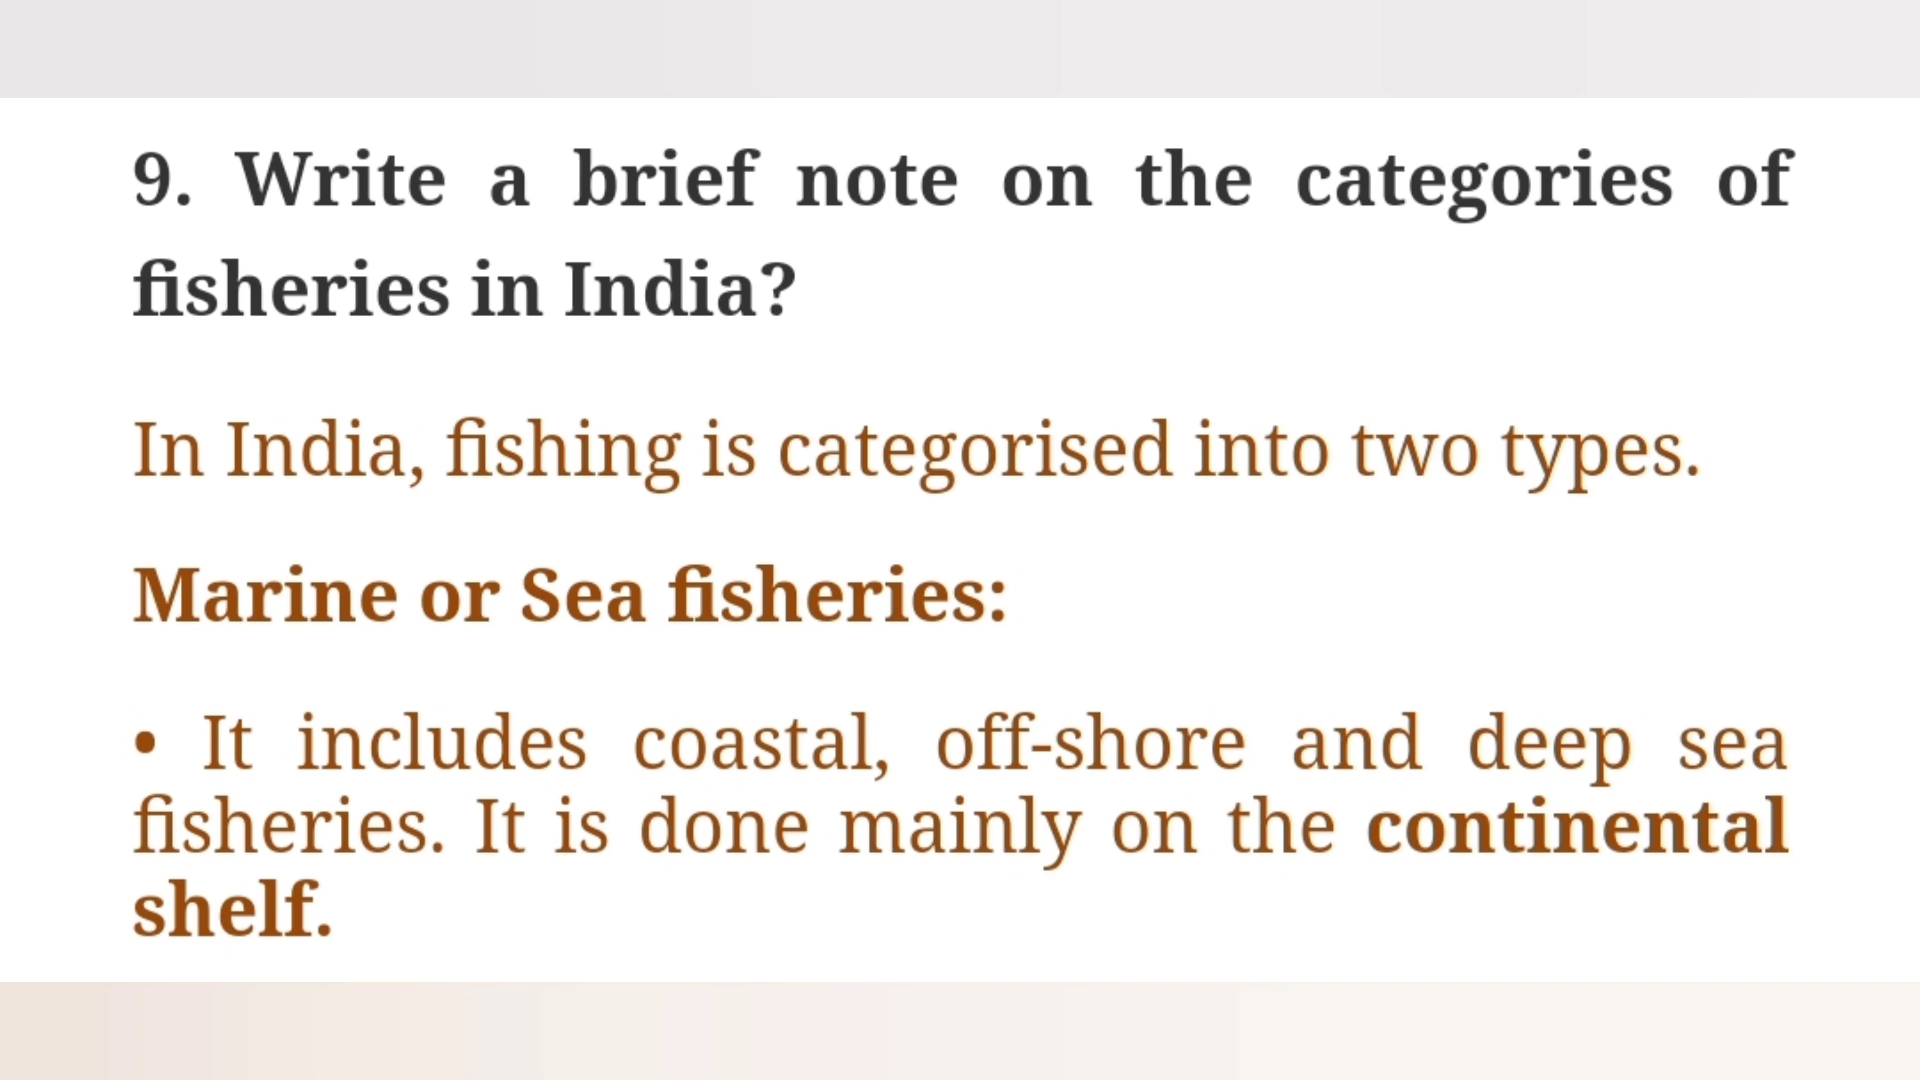 9. Write a brief note on the categories of
fisheries in India?
In India, fishing is categorised into two types.
Marine or Sea fisheries:
• It includes coastal, off-shore and deep sea
fisheries. It is done mainly on the continental
shelf.